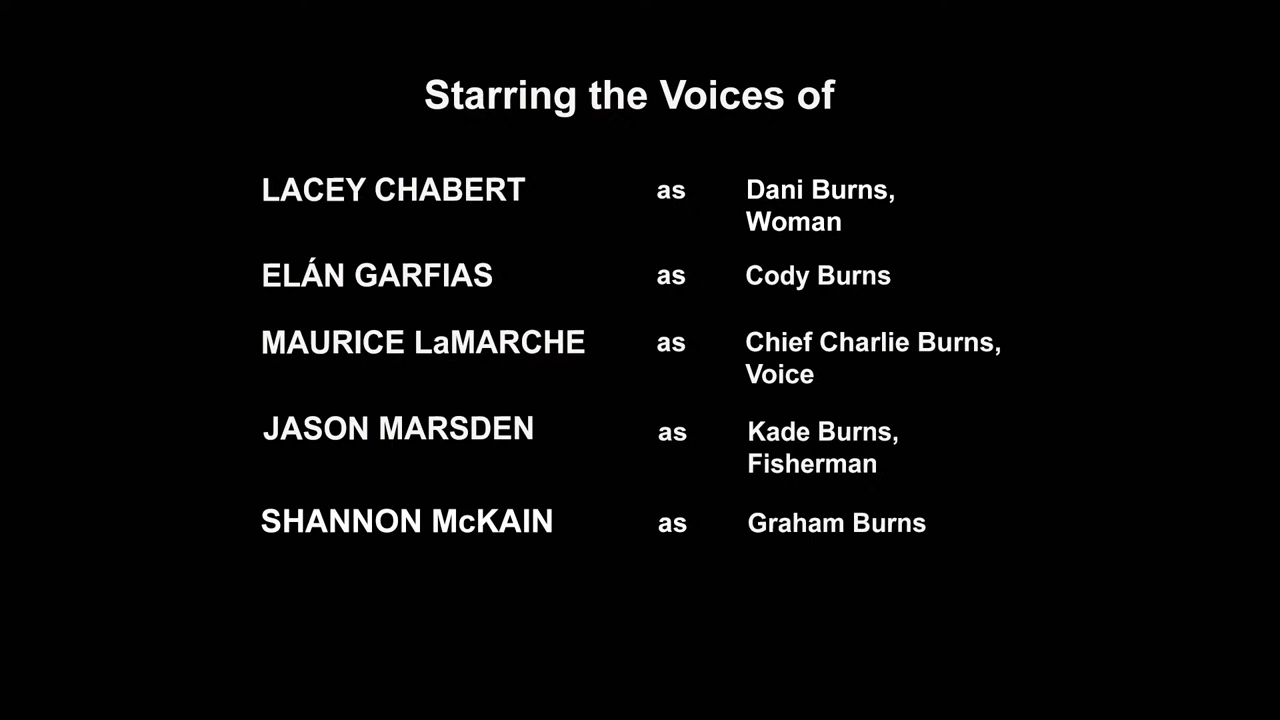 Starring the Voices of
LACEY CHABERT as Dani Burns,
Woman
ELÁN GARFIAS as Cody Burns
MAURICE LaMARCHE as Chief Charlie Burns,
Voice
JASON MARSDEN as Kade Burns,
Fisherman
SHANNON McKAIN as Graham Burns